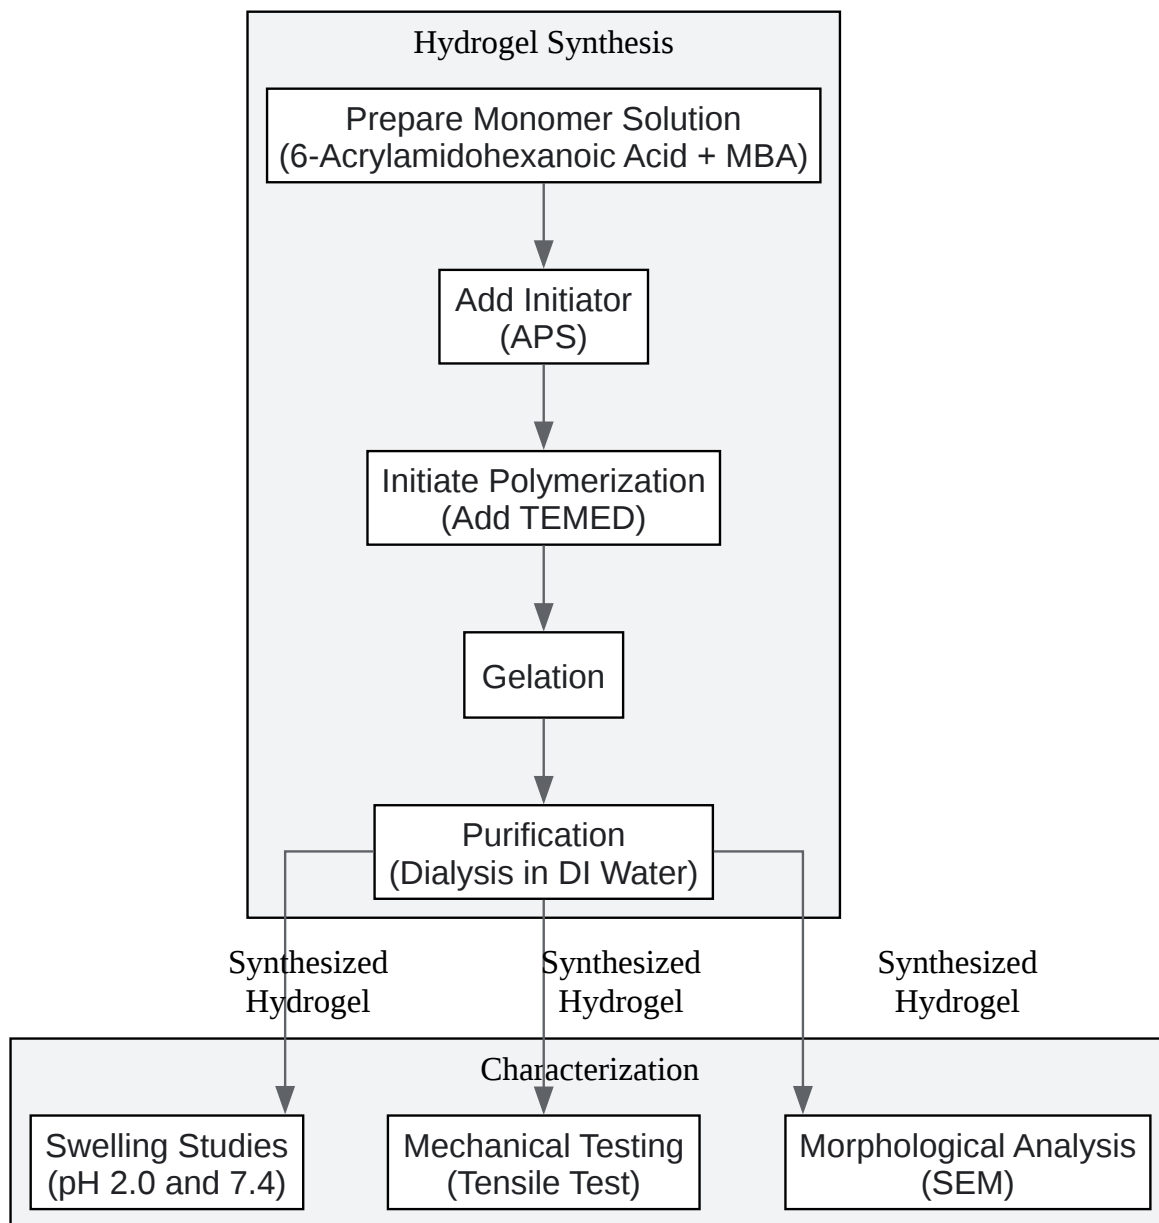 Hydrogel Synthesis
Prepare Monomer Solution
(6-Acrylamidohexanoic Acid + MBA)
Add Initiator
(APS)
Initiate Polymerization
(Add TEMED)
Gelation
Purification
(Dialysis in DI Water)
Synthesized
Hydrogel
Synthesized
Hydrogel
Synthesized
Hydrogel
Characterization
Swelling Studies
(pH 2.0 and 7.4)
Mechanical Testing
(Tensile Test)
Morphological Analysis
(SEM)